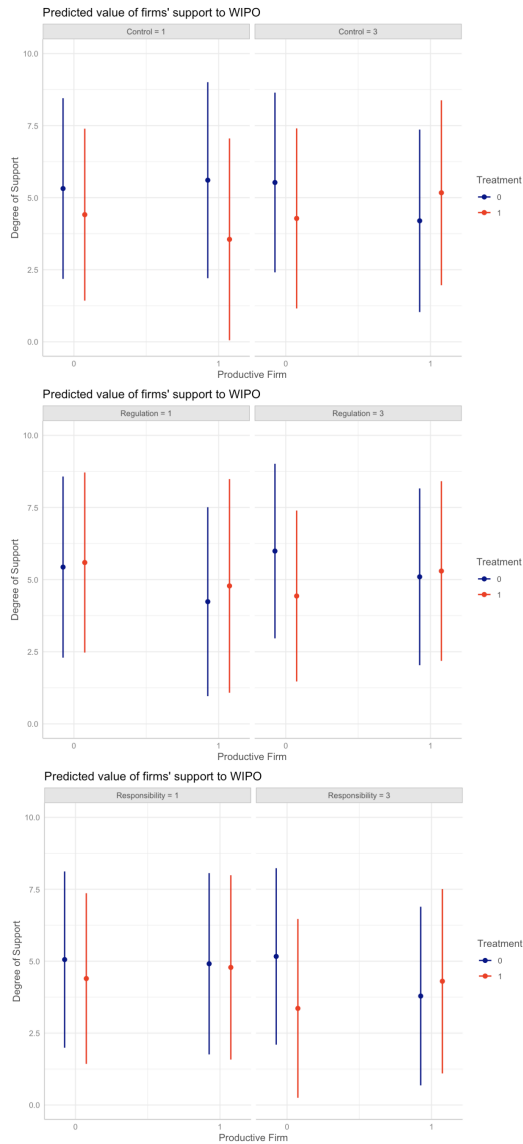 Predicted value of firms' support to WIPO
Control = 1 Control = 3
10.0
7.5
5.0
2.5
0.0
Degree of Support
0 1 0 1
Productive Firm
Treatment
0
1
Predicted value of firms' support to WIPO
Regulation = 1 Regulation = 3
10.0
7.5
5.0
2.5
0.0
Degree of Support
0 1 0 1
Productive Firm
Treatment
0
1
Predicted value of firms' support to WIPO
Responsibility = 1 Responsibility = 3
10.0
7.5
5.0
2.5
0.0
Degree of Support
0 1 0 1
Productive Firm
Treatment
0
1